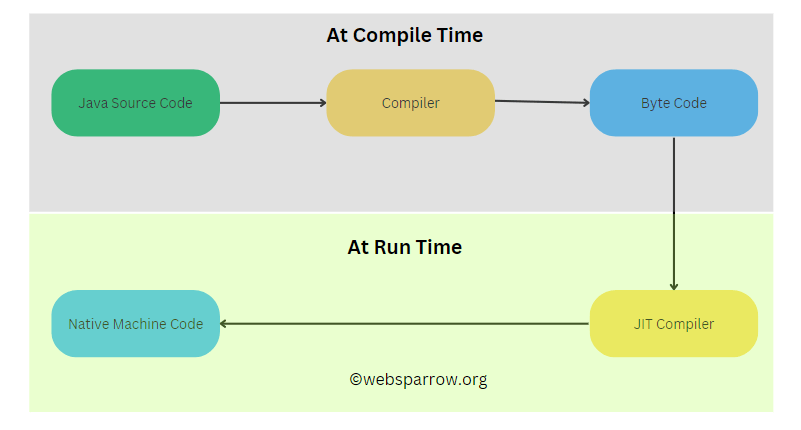 At Compile Time
Java Source Code
Compiler
Byte Code
At Run Time
Native Machine Code
JIT Compiler
©websparrow.org